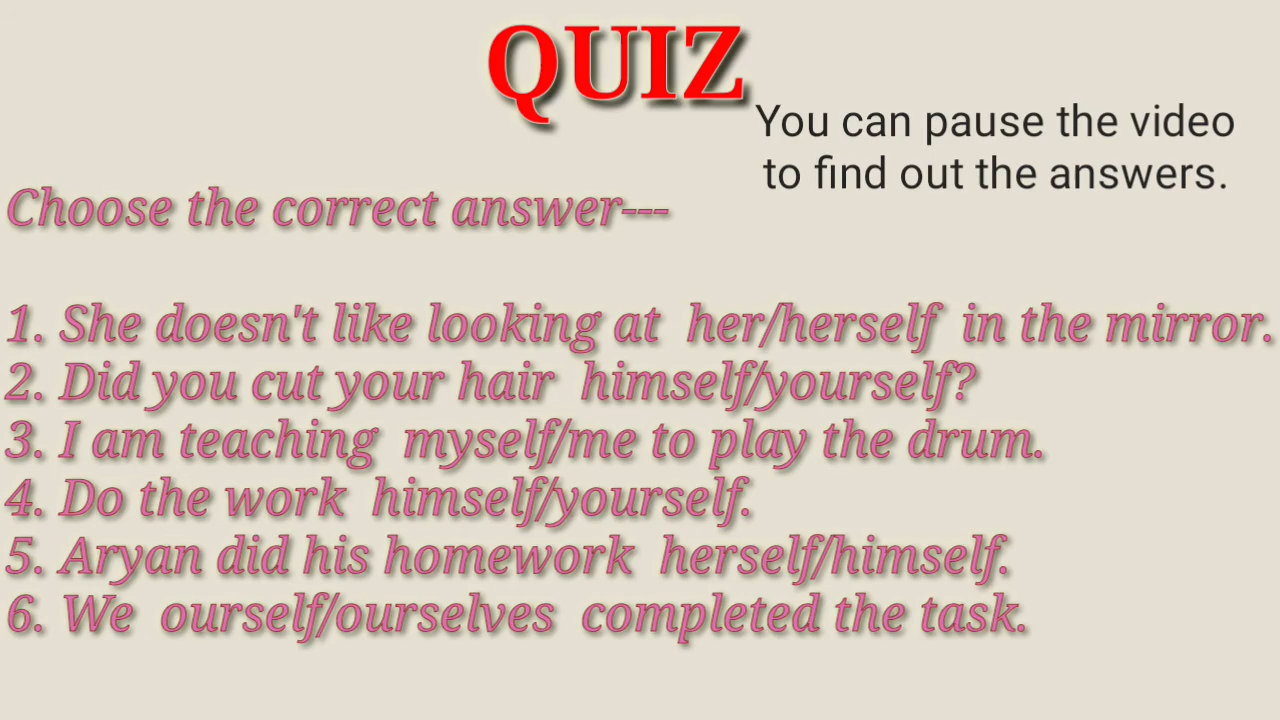 QUIZ
You can pause the video
to find out the answers.
Choose the correct answer---
1. She doesn't like looking at her/herself in the mirror.
2. Did you cut your hair himself/yourself?
3. I am teaching myself/me to play the drum.
4. Do the work himself/yourself.
5. Aryan did his homework herself/himself.
6. We ourself/ourselves completed the task.